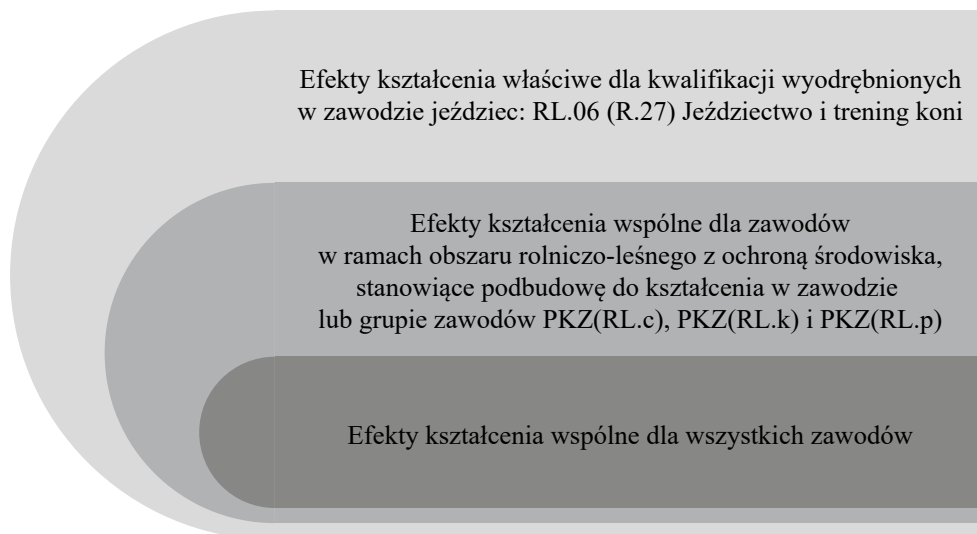 Efekty kształcenia właściwe dla kwalifikacji wyodrębnionych
w zawodzie jeździec: RL.06 (R.27) Jeździectwo i trening koni
Efekty kształcenia wspólne dla zawodów
w ramach obszaru rolniczo-leśnego z ochroną środowiska,
stanowiące podbudowę do kształcenia w zawodzie
lub grupie zawodów PKZ(RL.c), PKZ(RL.k) i PKZ(RL.p)
Efekty kształcenia wspólne dla wszystkich zawodów